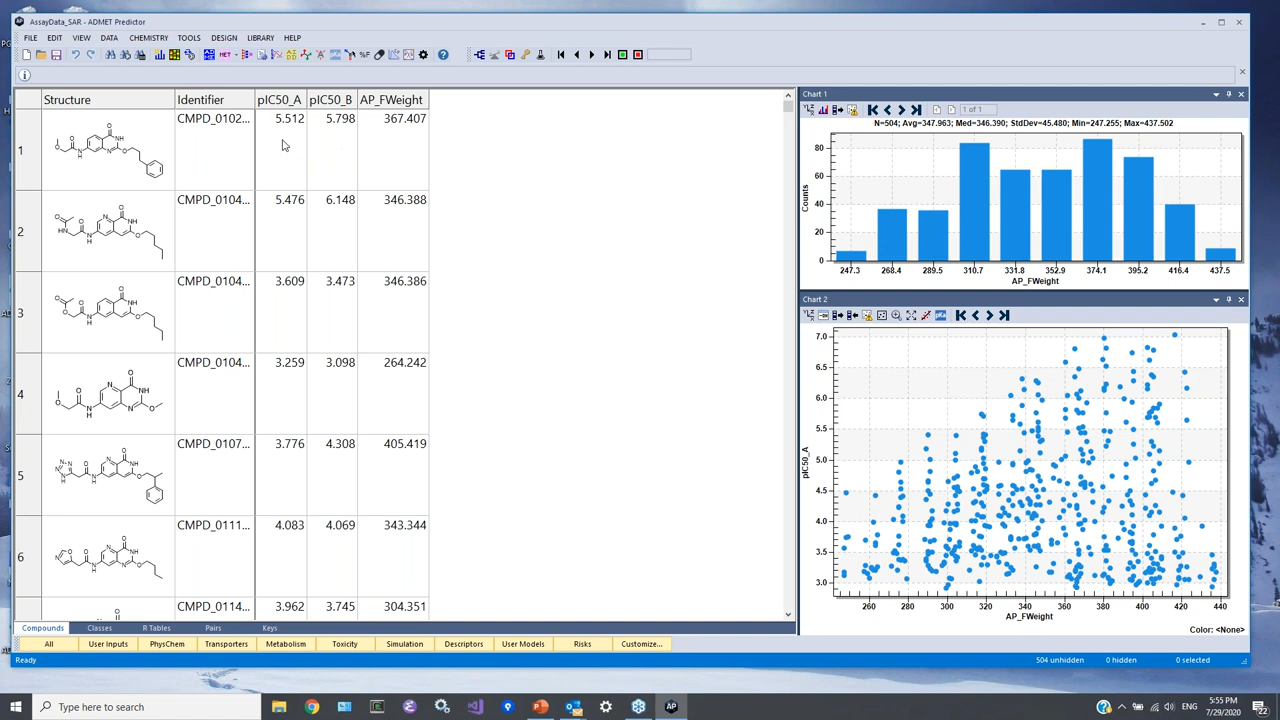 AssayData_SAR - ADMET Predictor
FILE EDIT VIEW DATA CHEMISTRY TOOLS DESIGN LIBRARY HELP
Structure Identifier pIC50_A pIC50_B AP_FWeight
1 CMPD_0102... 5.512 5.798 367.407
2 CMPD_0104... 5.476 6.148 346.388
3 CMPD_0104... 3.609 3.473 346.386
4 CMPD_0104... 3.259 3.098 264.242
5 CMPD_0107... 3.776 4.308 405.419
6 CMPD_0111... 4.083 4.069 343.344
CMPD_0114... 3.962 3.745 304.351
Compounds Classes R Tables Pairs Keys
All User Inputs PhysChem Transporters Metabolism Toxicity Simulation Descriptors User Models Risks Customize...
Ready
504 unhidden 0 hidden 0 selected
Chart 1
1 of 1
N=504; Avg=347.963; Med=346.390; StdDev=45.480; Min=247.255; Max=437.502
Counts
80
60
40
20
0
247.3 268.4 289.5 310.7 331.8 352.9 374.1 395.2 416.4 437.5
AP_FWeight
Chart 2
pIC50_A
7.0
6.5
6.0
5.5
5.0
4.5
4.0
3.5
3.0
260 280 300 320 340 360 380 400 420 440
AP_FWeight
Color: <None>
Type here to search
ENG
5:55 PM
7/29/2020
22